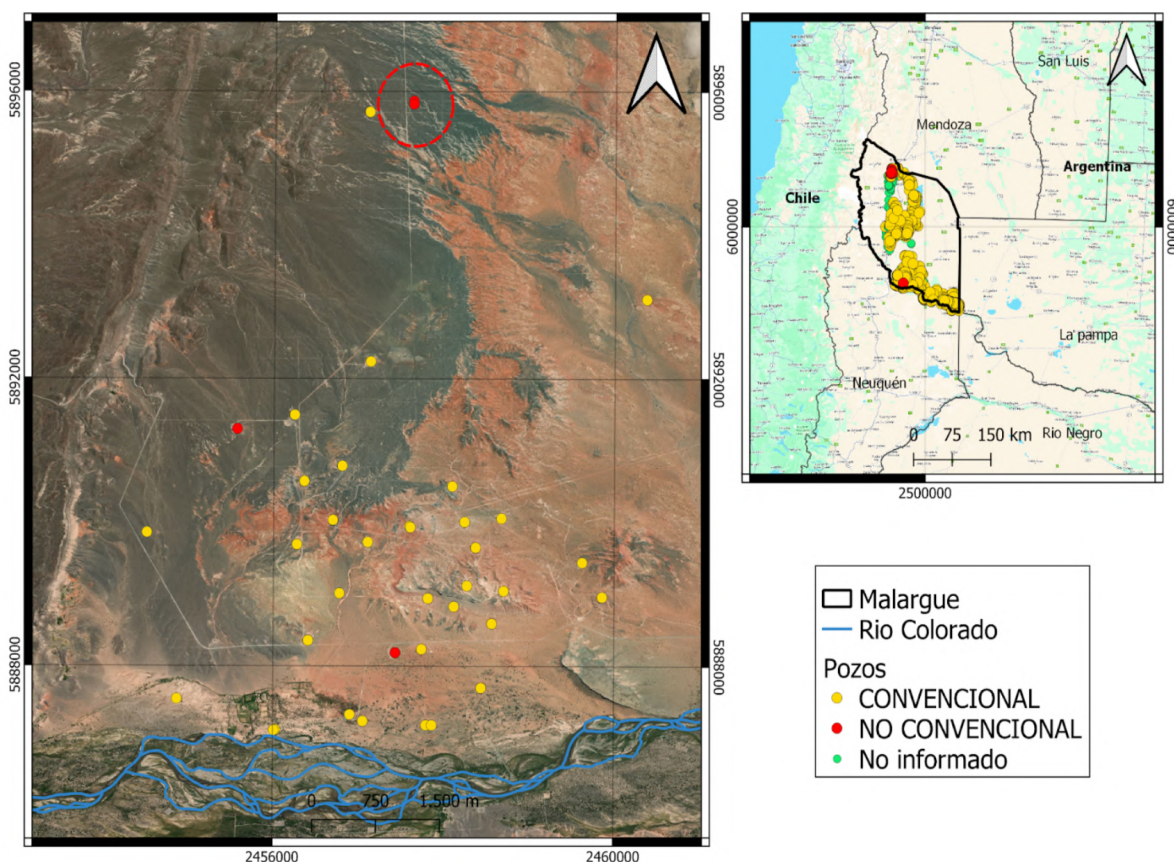 5896000
5896000
5892000
5892000
5888000
5888000
0 750 1.500 m
2456000 2460000
San Luis
Mendoza
Argentina
Chile
6000000
6000000
La pampa
Neuquén
Rio Negro
0 75 150 km
2500000
Malargue
Rio Colorado
Pozos
CONVENCIONAL
NO CONVENCIONAL
No informado